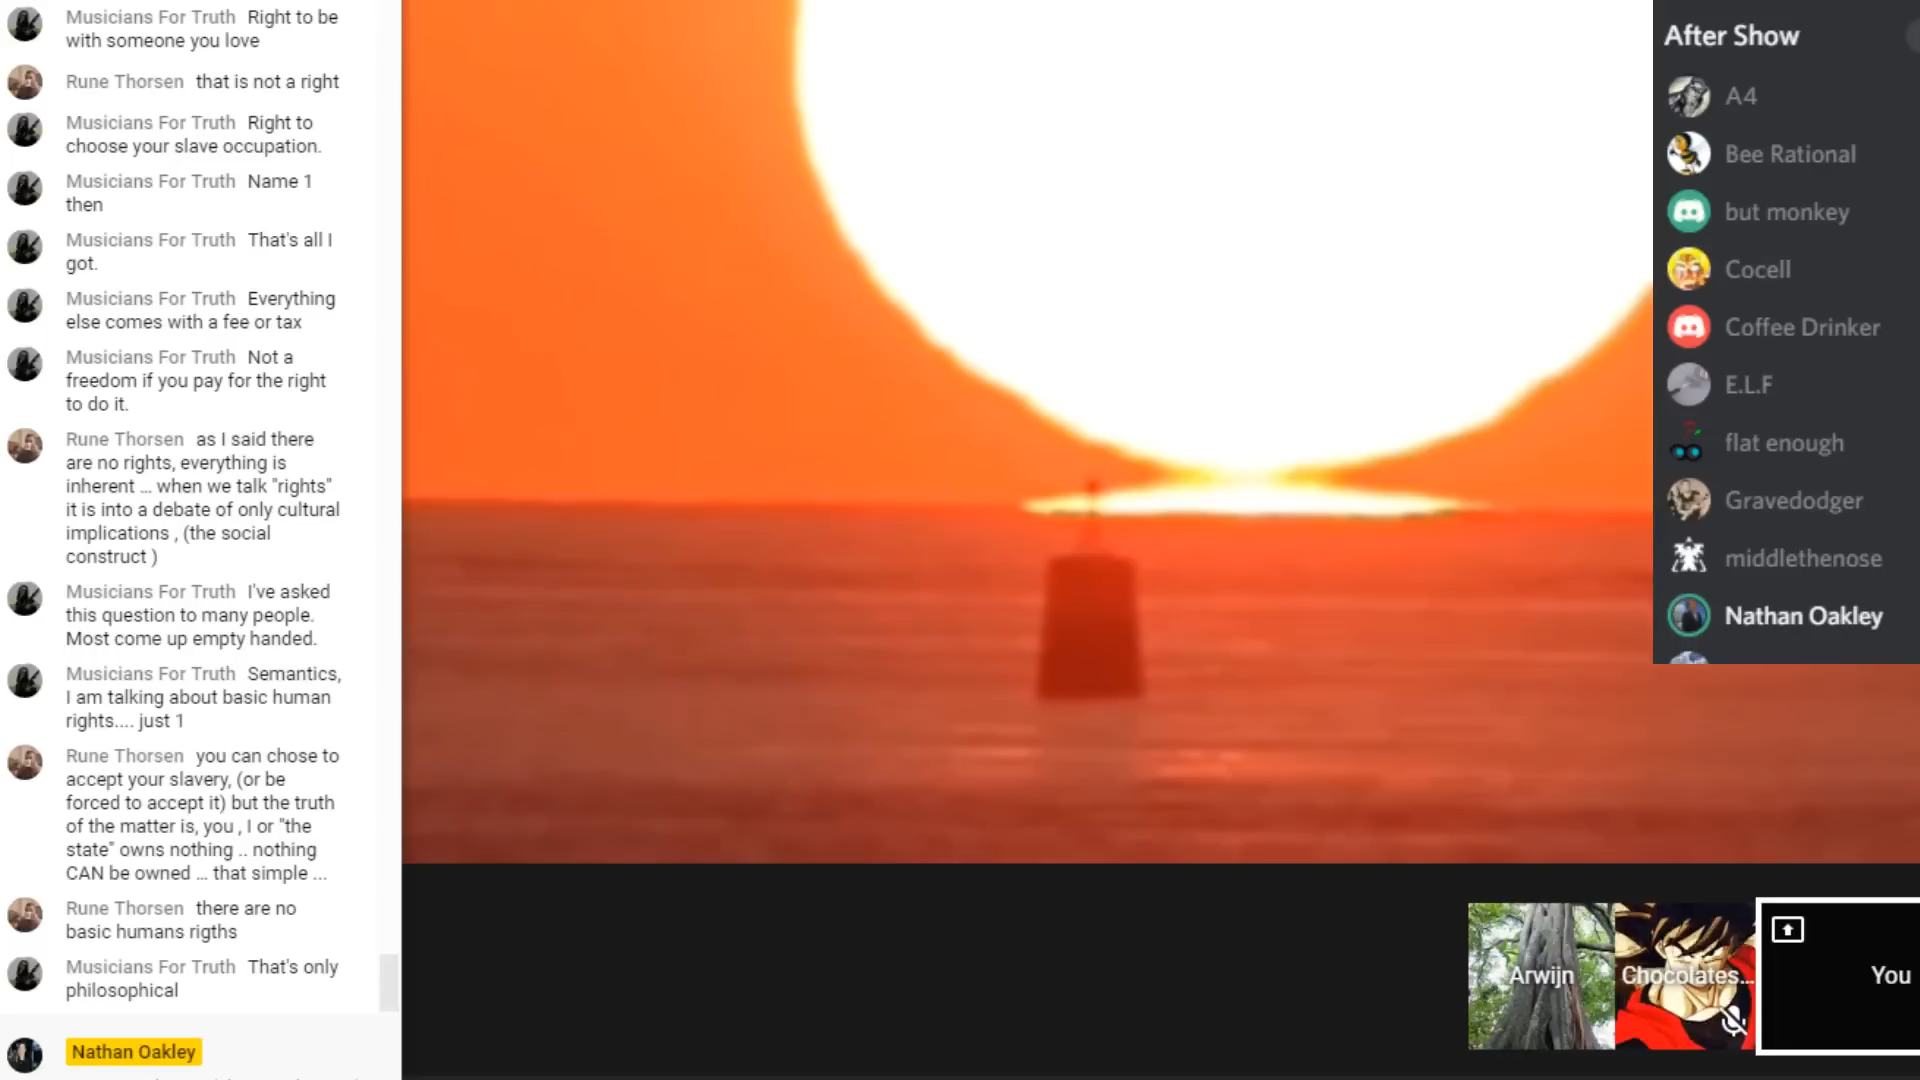 Musicians For Truth Right to be
with someone you love
Rune Thorsen that is not a right
Musicians For Truth Right to
choose your slave occupation.
Musicians For Truth Name 1
then
Musicians For Truth That's all I
got.
Musicians For Truth Everything
else comes with a fee or tax
Musicians For Truth Not a
freedom if you pay for the right
to do it.
Rune Thorsen as I said there
are no rights, everything is
inherent ... when we talk "rights"
it is into a debate of only cultural
implications , (the social
construct )
Musicians For Truth I've asked
this question to many people.
Most come up empty handed.
Musicians For Truth Semantics,
I am talking about basic human
rights.... just 1
Rune Thorsen you can chose to
accept your slavery, (or be
forced to accept it) but the truth
of the matter is, you , I or "the
state" owns nothing .. nothing
CAN be owned ... that simple ...
Rune Thorsen there are no
basic humans rigths
Musicians For Truth That's only
philosophical
Nathan Oakley
After Show
A4
Bee Rational
but monkey
Cocell
Coffee Drinker
E.L.F
flat enough
Gravedodger
middlethenose
Nathan Oakley
Arwijn
Chocolates...
You